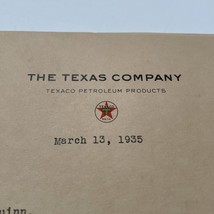 THE TEXAS COMPANY
TEXACO PETROLEUM PRODUCTS
March 13, 1935